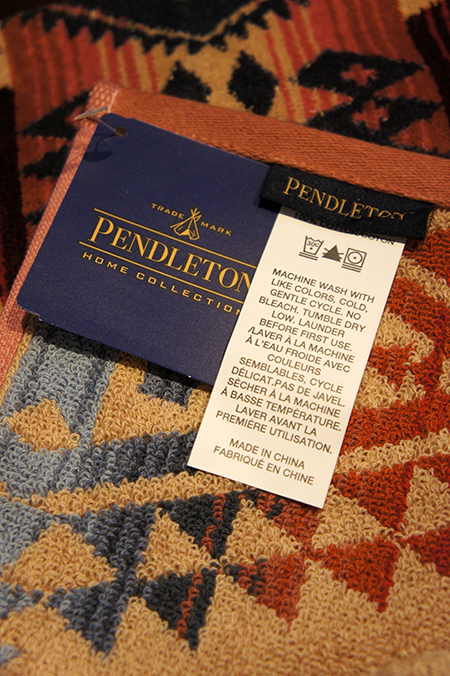 TRADE MARK
PENDLETON
HOME COLLECTION
PENDLETON
COTTON
30C
MACHINE WASH WITH
LIKE COLORS, COLD,
GENTLE CYCLE. NO
BLEACH. TUMBLE DRY
LOW. LAUNDER
BEFORE FIRST USE.
/LAVER À LA MACHINE
À L'EAU FROIDE AVEC
COULEURS
SEMBLABLES, CYCLE
DÉLICAT.PAS DE JAVEL.
SÉCHER À LA MACHINE
À BASSE TEMPÉRATURE.
LAVER AVANT LA
PREMIÈRE UTILISATION.
MADE IN CHINA
FABRIQUÉ EN CHINE